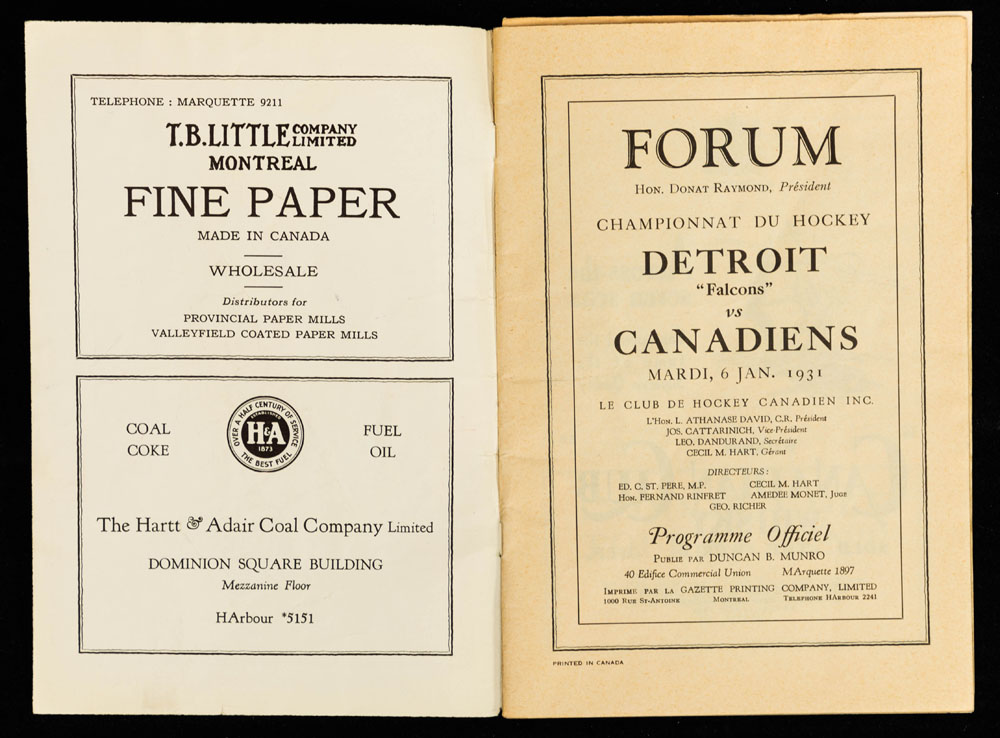 TELEPHONE : MARQUETTE 9211
T.B. LITTLE COMPANY LIMITED
MONTREAL
FINE PAPER
MADE IN CANADA
WHOLESALE
Distributors for
PROVINCIAL PAPER MILLS
VALLEYFIELD COATED PAPER MILLS
COAL
COKE
OVER A HALF CENTURY OF SERVICE
ESTABLISHED
H&A
1873
THE BEST FUEL
FUEL
OIL
The Hartt & Adair Coal Company Limited
DOMINION SQUARE BUILDING
Mezzanine Floor
HArbour *5151
FORUM
HON. DONAT RAYMOND, Président
CHAMPIONNAT DU HOCKEY
DETROIT
"Falcons"
vs
CANADIENS
MARDI, 6 JAN. 1931
LE CLUB DE HOCKEY CANADIEN INC.
L'HON. L. ATHANASE DAVID, C.R. Président
JOS. CATTARINICH, Vice-Président
LEO. DANDURAND, Secrétaire
CECIL M. HART, Gérant
DIRECTEURS :
ED. C. ST. PERE, M.P. CECIL M. HART
HON. FERNAND RINFRET AMEDEE MONET, Juge
GEO. RICHER
Programme Officiel
PUBLIE PAR DUNCAN B. MUNRO
40 Edifice Commercial Union MArquette 1897
IMPRIME PAR LA GAZETTE PRINTING COMPANY, LIMITED
1000 RUE ST-ANTOINE MONTREAL TELEPHONE HARBOUR 2241
PRINTED IN CANADA